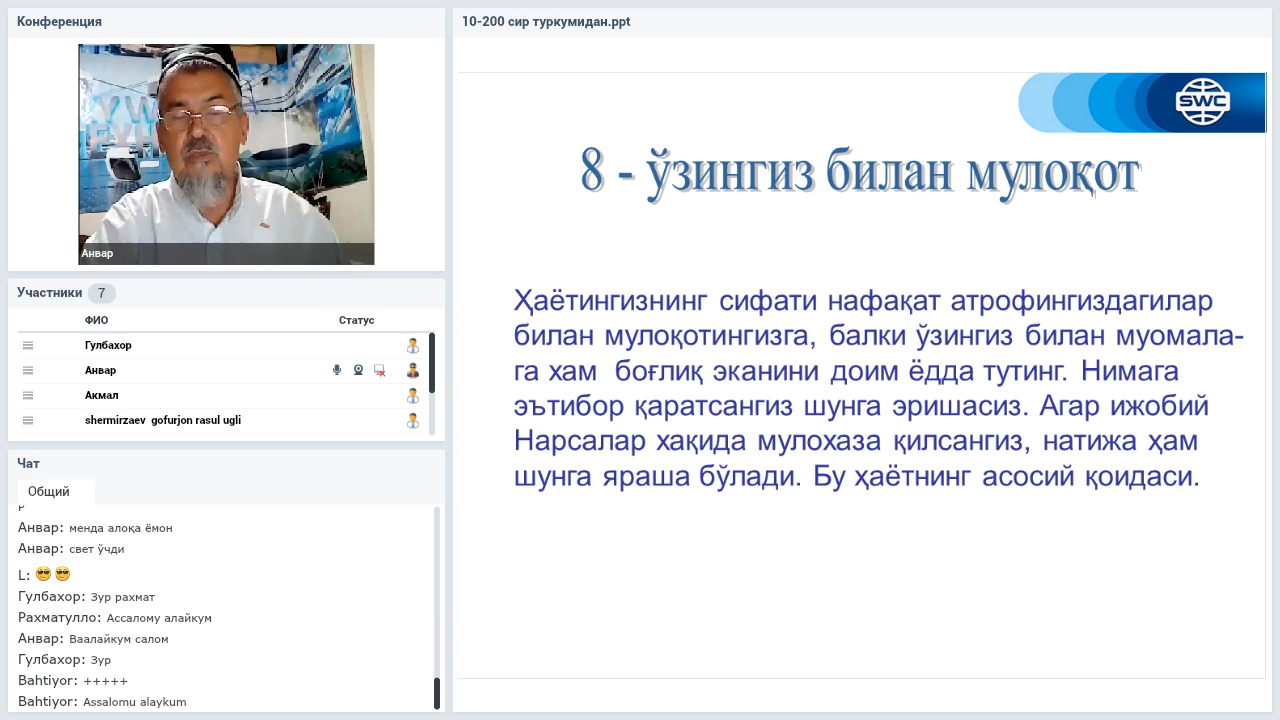 Конференция
Анвар
Участники 7
ФИО Статус
Гулбахор
Анвар
Акмал
shermirzaev gofurjon rasul ugli
Чат
Общий
Анвар: менда алоқа ёмон
Анвар: свет ўчди
L:
Гулбахор: Зур рахмат
Рахматулло: Ассалому алайкум
Анвар: Ваалайкум салом
Гулбахор: Зур
Bahtiyor: +++++
Bahtiyor: Assalomu alaykum
10-200 сир туркумидан.ppt
SWC
8 - ўзингиз билан мулоқот
Ҳаётингизнинг сифати нафақат атрофингиздагилар
билан мулоқотингизга, балки ўзингиз билан муомала-
га хам боғлиқ эканини доим ёдда тутинг. Нимага
эътибор қаратсангиз шунга эришасиз. Агар ижобий
Нарсалар хақида мулохаза қилсангиз, натижа ҳам
шунга яраша бўлади. Бу ҳаётнинг асосий қоидаси.